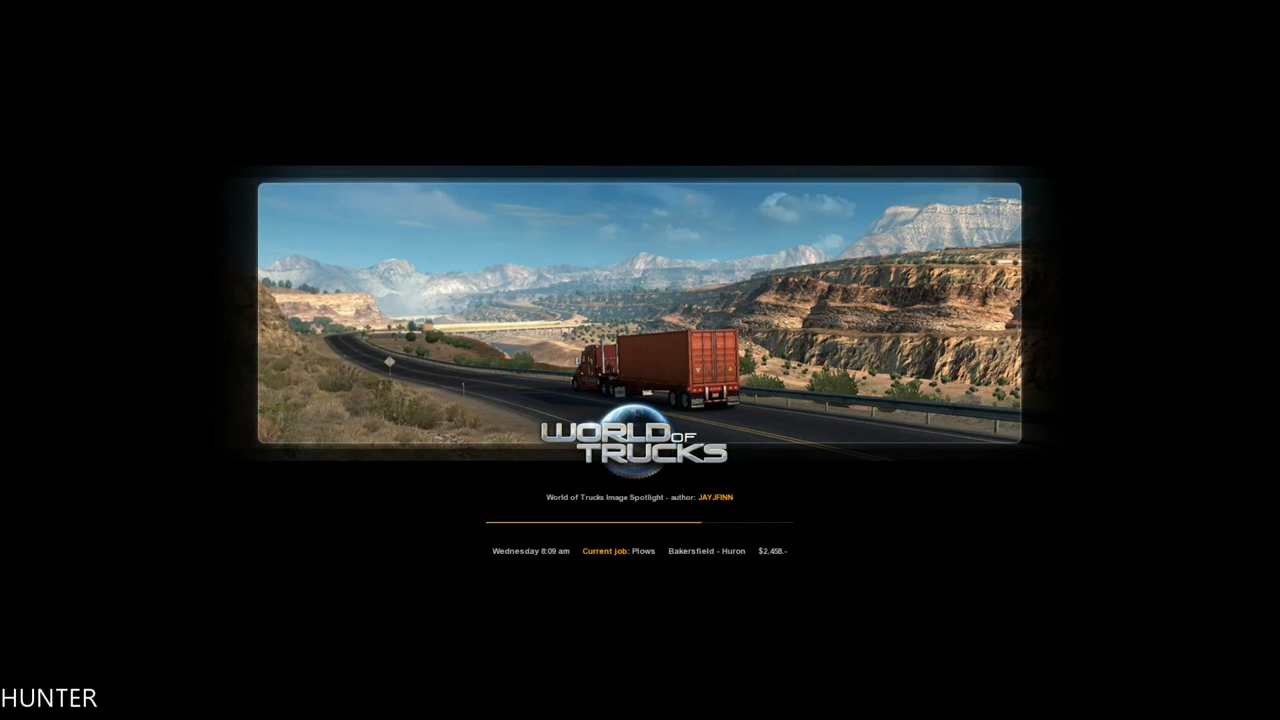 WORLD OF
TRUCKS
World of Trucks Image Spotlight - author: JAYJFINN
Wednesday 8:09 am Current job: Plows Bakersfield - Huron $2,458.-
HUNTER